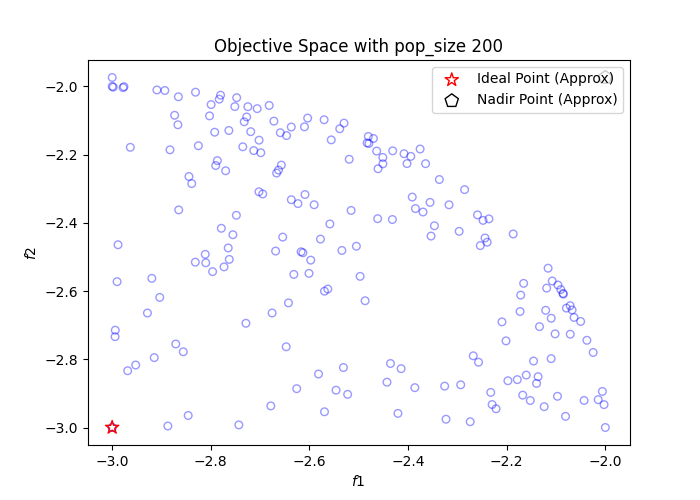 Objective Space with pop_size 200
Ideal Point (Approx)
Nadir Point (Approx)
f2
−2.0
−2.2
−2.4
−2.6
−2.8
−3.0
−3.0 −2.8 −2.6 −2.4 −2.2 −2.0
f1